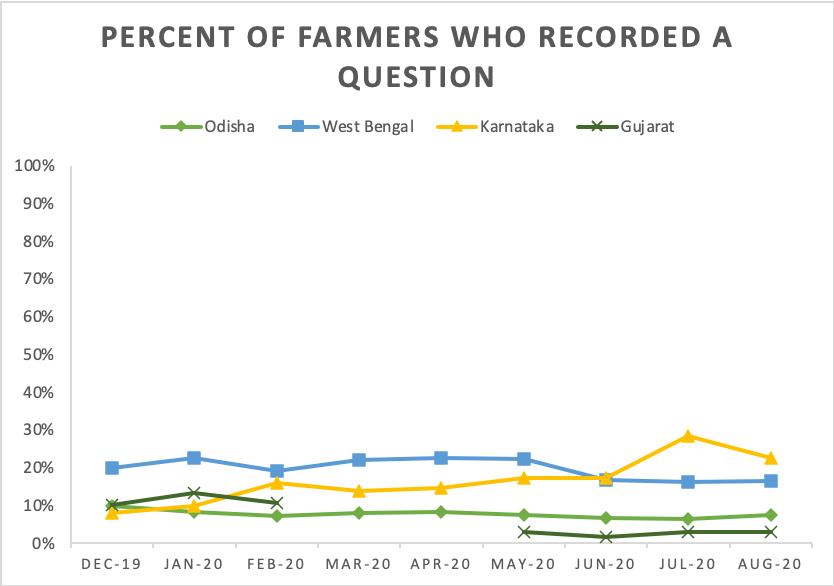 PERCENT OF FARMERS WHO RECORDED A
QUESTION
Odisha West Bengal Karnataka Gujarat
100%
90%
80%
70%
60%
50%
40%
30%
20%
10%
0%
DEC-19 JAN-20 FEB-20 MAR-20 APR-20 MAY-20 JUN-20 JUL-20 AUG-20